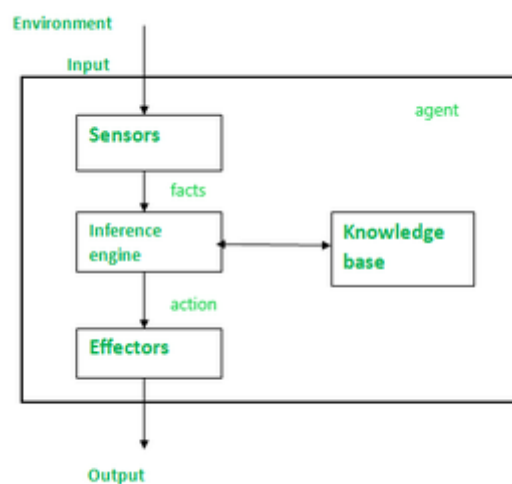 Environment
Input
agent
Sensors
facts
Inference
engine
Knowledge
base
action
Effectors
Output